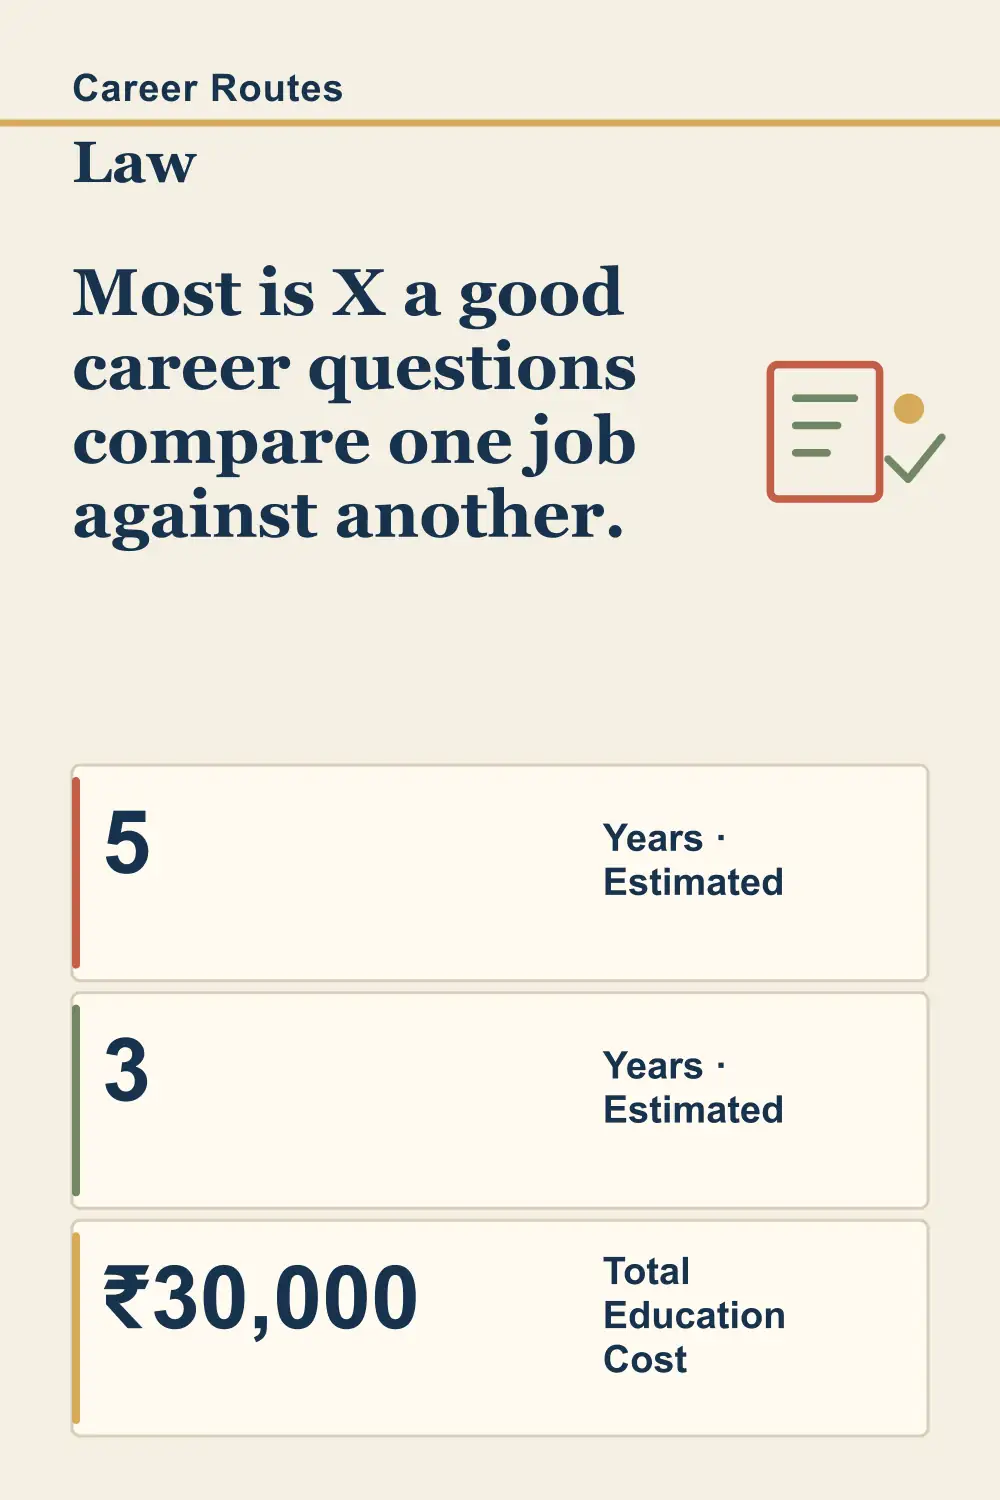 Career Routes
Law
Most is X a good
career questions
compare one job
against another.
5
Years ·
Estimated
3
Years ·
Estimated
₹30,000
Total
Education
Cost